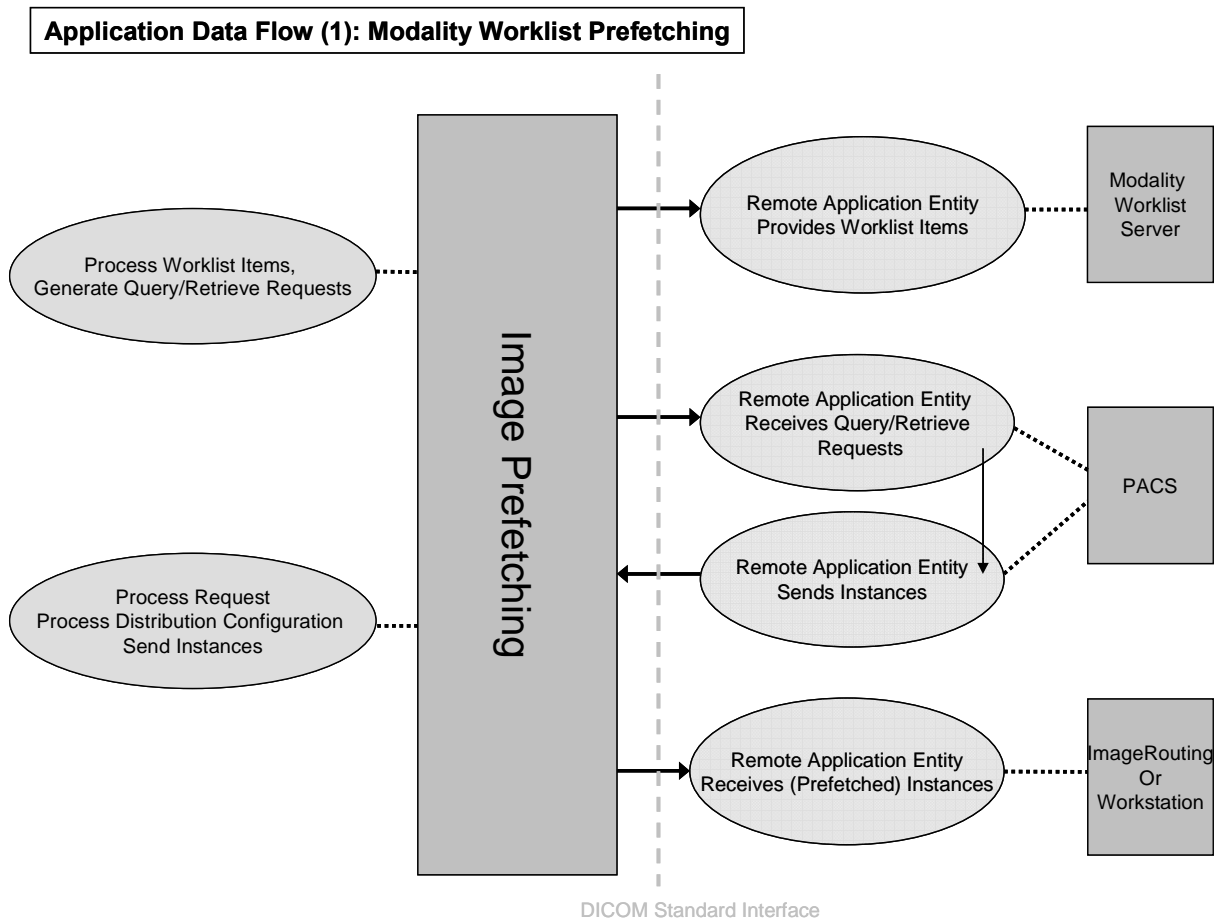 Application Data Flow (1): Modality Worklist Prefetching
Process Worklist Items,
Generate Query/Retrieve Requests
Process Request
Process Distribution Configuration
Send Instances
Image Prefetching
Remote Application Entity
Provides Worklist Items
Modality
Worklist
Server
Remote Application Entity
Receives Query/Retrieve
Requests
PACS
Remote Application Entity
Sends Instances
Remote Application Entity
Receives (Prefetched) Instances
ImageRouting
Or
Workstation
DICOM Standard Interface